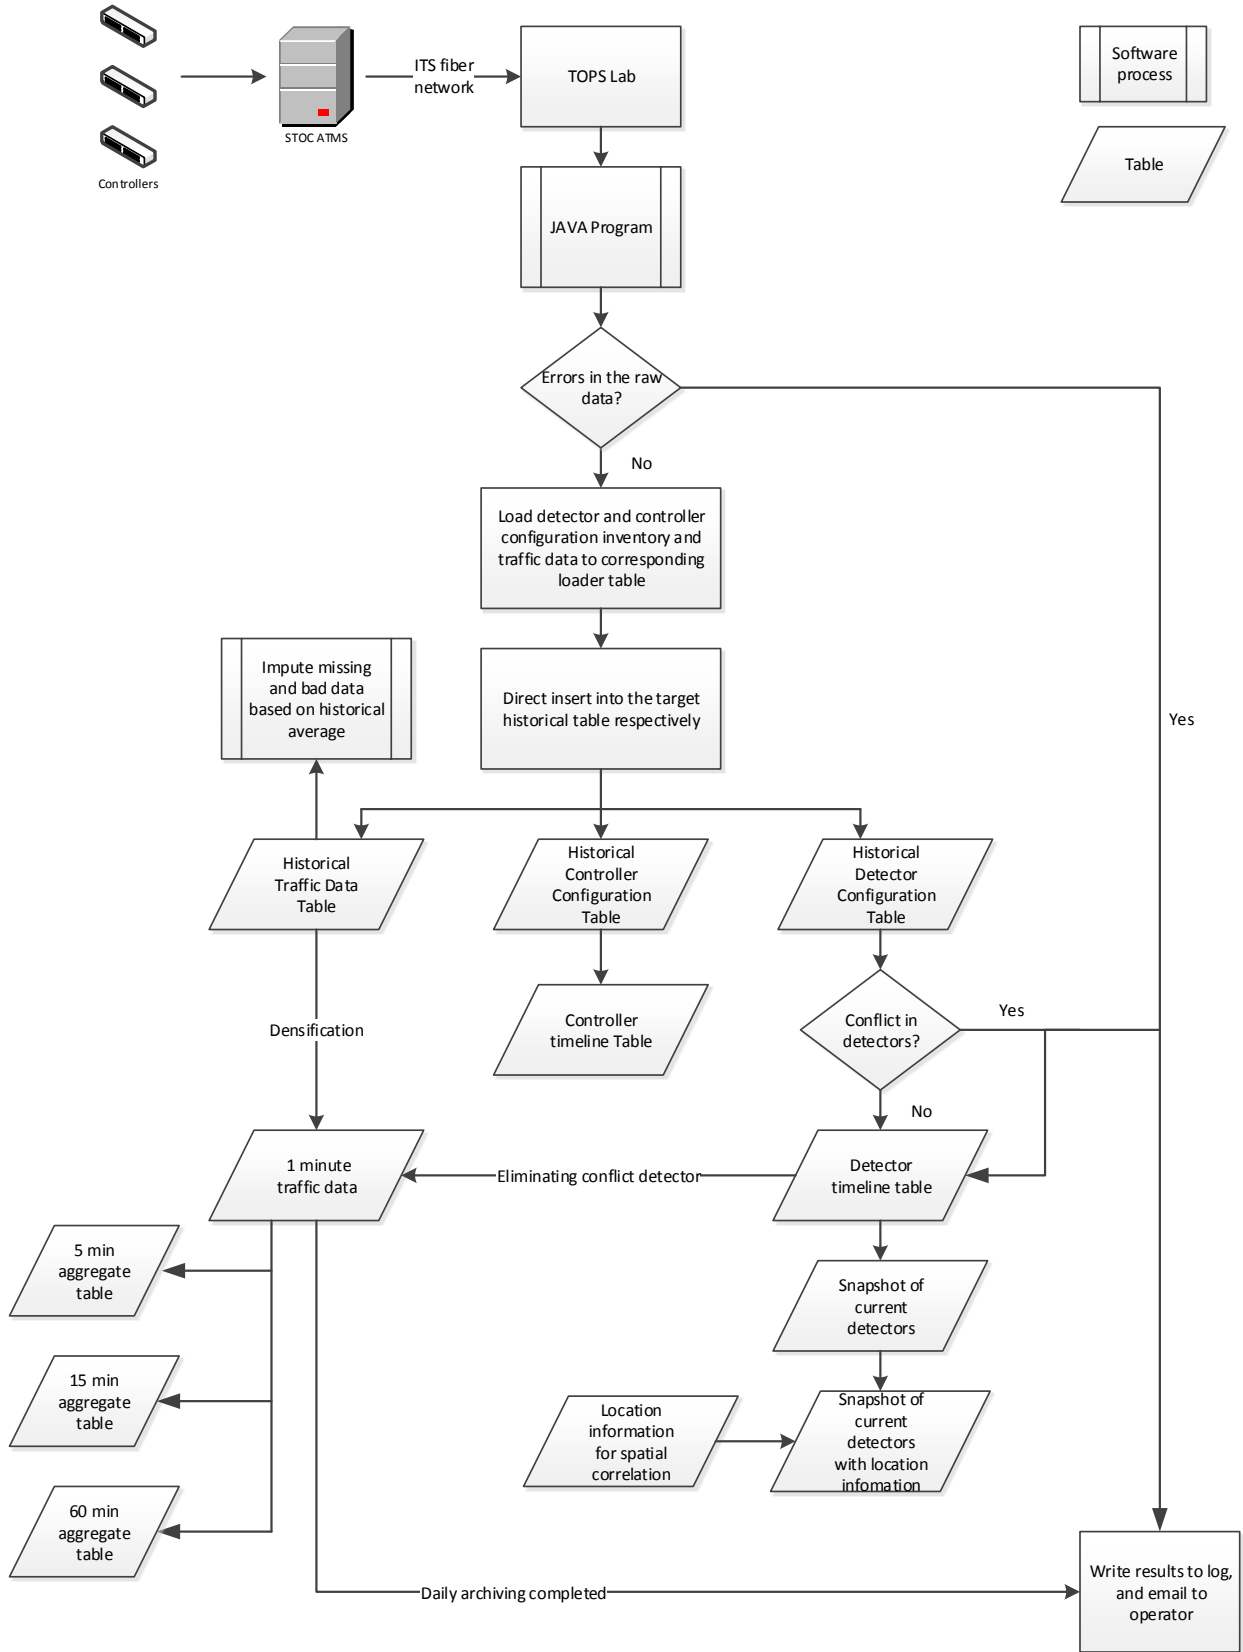 ITS fiber
network
TOPS Lab
Software
process
STOC ATMS
Controllers
Table
JAVA Program
Errors in the raw
data?
No
Load detector and controller
configuration inventory and
traffic data to corresponding
loader table
Impute missing
and bad data
based on historical
average
Direct insert into the target
historical table respectively
Yes
Historical
Traffic Data
Table
Historical
Controller
Configuration
Table
Historical
Detector
Configuration
Table
Densification
Controller
timeline Table
Conflict in
detectors?
Yes
No
1 minute
traffic data
Eliminating conflict detector
Detector
timeline table
5 min
aggregate
table
Snapshot of
current
detectors
15 min
aggregate
table
Location
information
for spatial
correlation
Snapshot of
current
detectors
with location
infomation
60 min
aggregate
table
Daily archiving completed
Write results to log,
and email to
operator